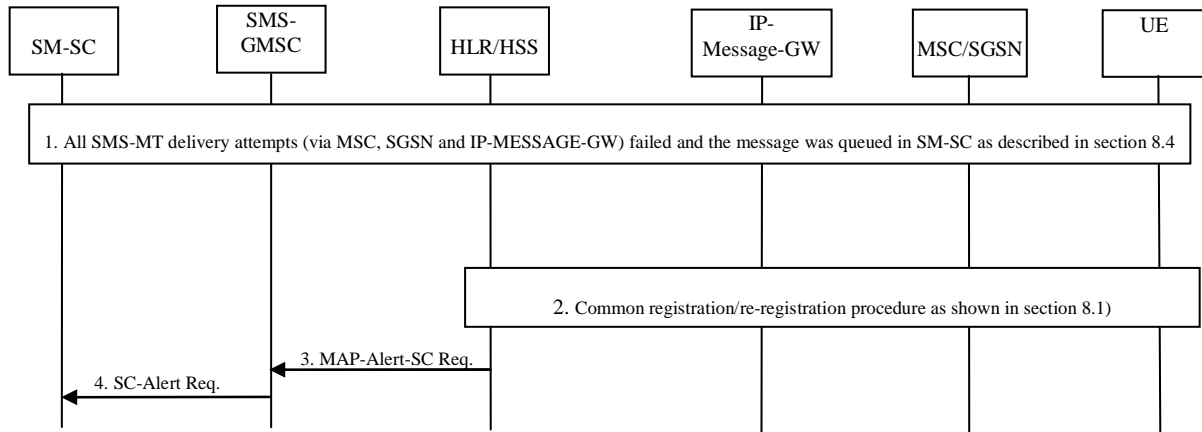 SM-SC
SMS-
GMSC
HLR/HSS
IP-
Message-GW
MSC/SGSN
UE
1. All SMS-MT delivery attempts (via MSC, SGSN and IP-MESSAGE-GW) failed and the message was queued in SM-SC as described in section 8.4
2. Common registration/re-registration procedure as shown in section 8.1)
3. MAP-Alert-SC Req.
4. SC-Alert Req.